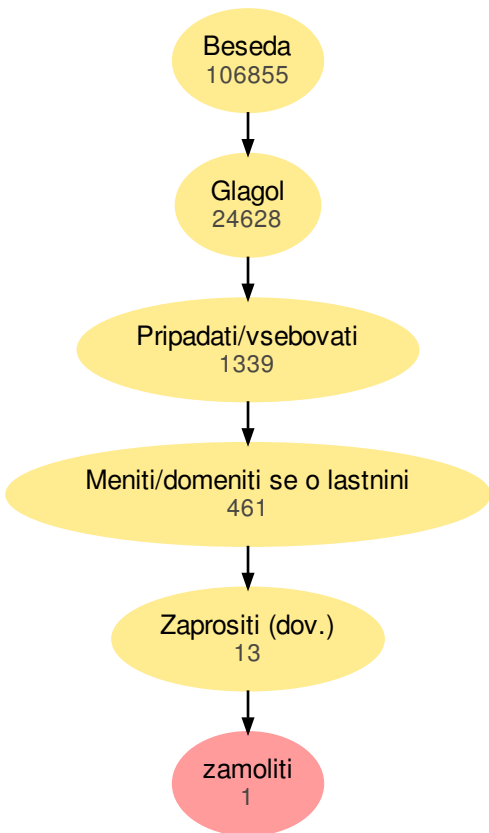 Beseda
106855
Glagol
24628
Pripadati/vsebovati
1339
Meniti/domeniti se o lastnini
461
Zaprositi (dov.)
13
zamoliti
1